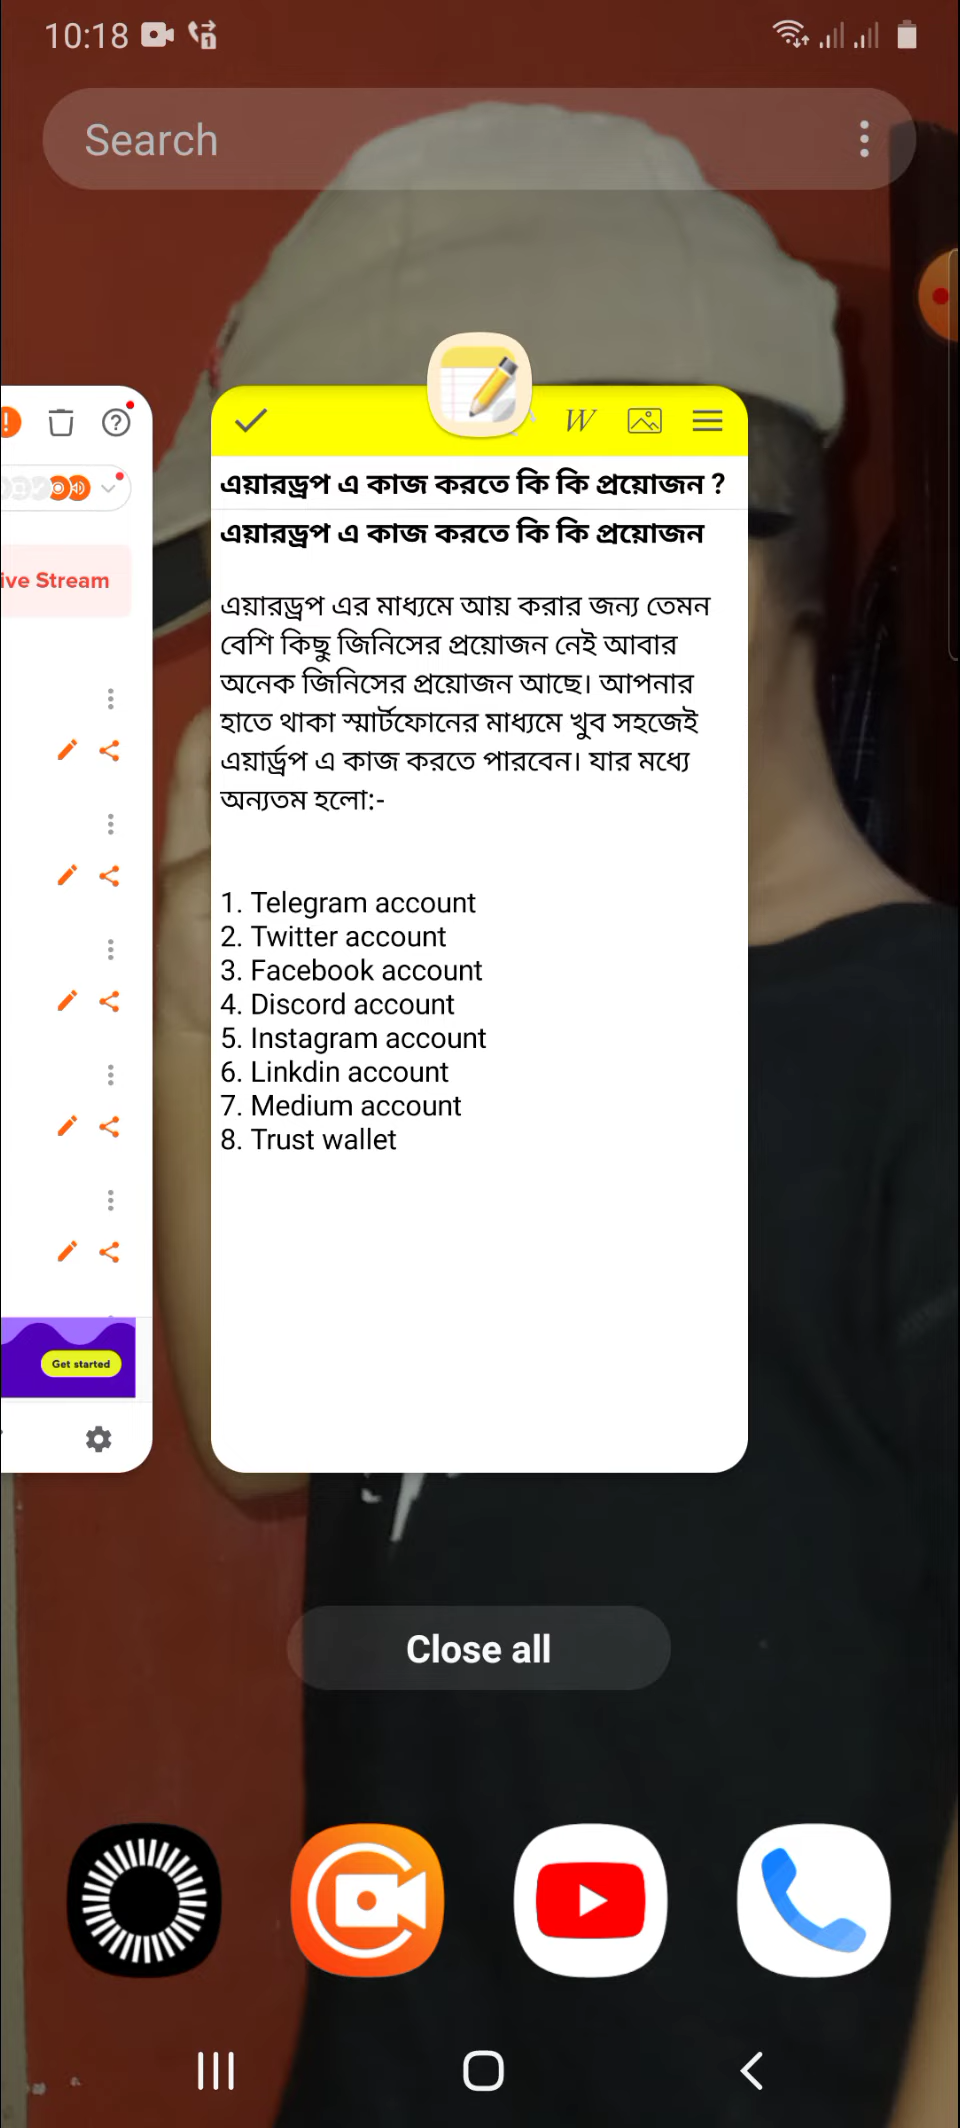 10:18
Search
ive Stream
এয়ারড্রপ এ কাজ করতে কি কি প্রয়োজন ?
এয়ারড্রপ এ কাজ করতে কি কি প্রয়োজন
এয়ারড্রপ এর মাধ্যমে আয় করার জন্য তেমন
বেশি কিছু জিনিসের প্রয়োজন নেই আবার
অনেক জিনিসের প্রয়োজন আছে। আপনার
হাতে থাকা স্মার্টফোনের মাধ্যমে খুব সহজেই
এয়ার্ড্রপ এ কাজ করতে পারবেন। যার মধ্যে
অন্যতম হলো:-
1. Telegram account
2. Twitter account
3. Facebook account
4. Discord account
5. Instagram account
6. Linkdin account
7. Medium account
8. Trust wallet
Get started
Close all